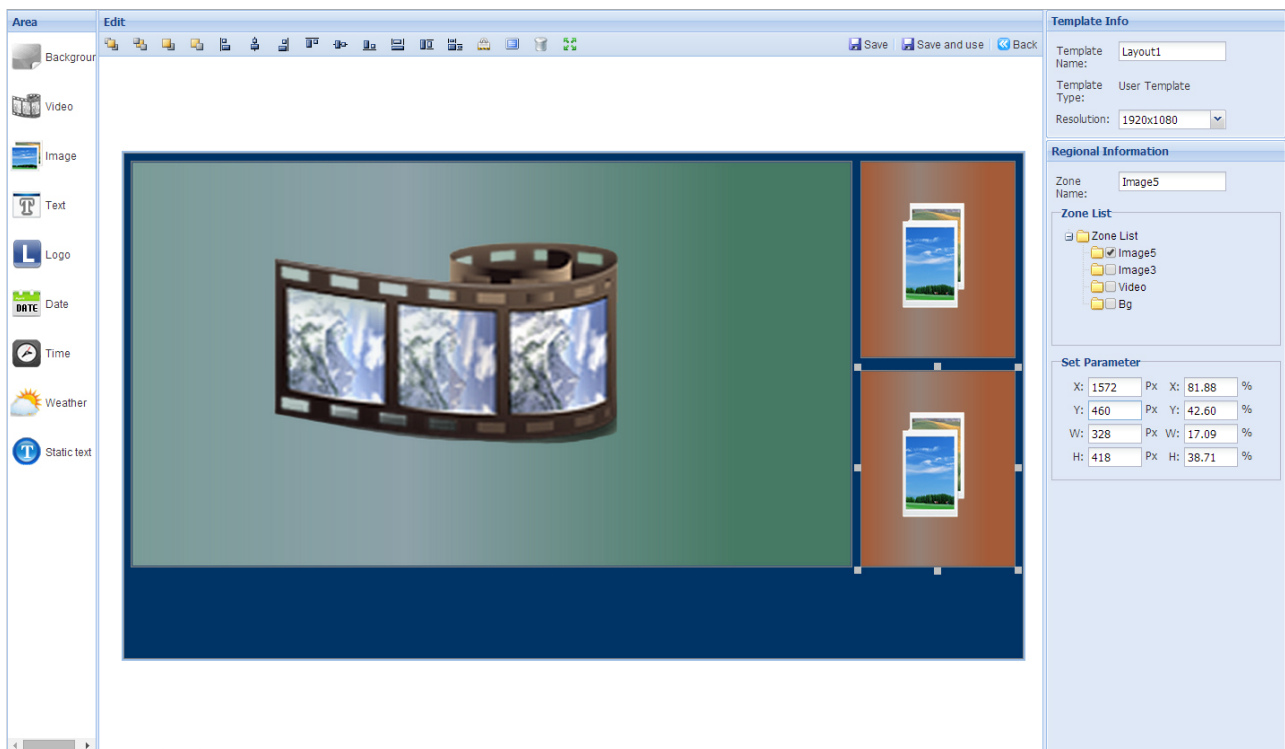 Area
Backgrour
Video
Image
Text
Logo
DATE
Date
Time
Weather
Static text
Edit
Save
Save and use
Back
Template Info
Template Name:
Layout1
Template Type:
User Template
Resolution:
1920x1080
Regional Information
Zone Name:
Image5
Zone List
Zone List
Image5
Image3
Video
Bg
Set Parameter
X: 1572 Px X: 81.88 %
Y: 460 Px Y: 42.60 %
W: 328 Px W: 17.09 %
H: 418 Px H: 38.71 %